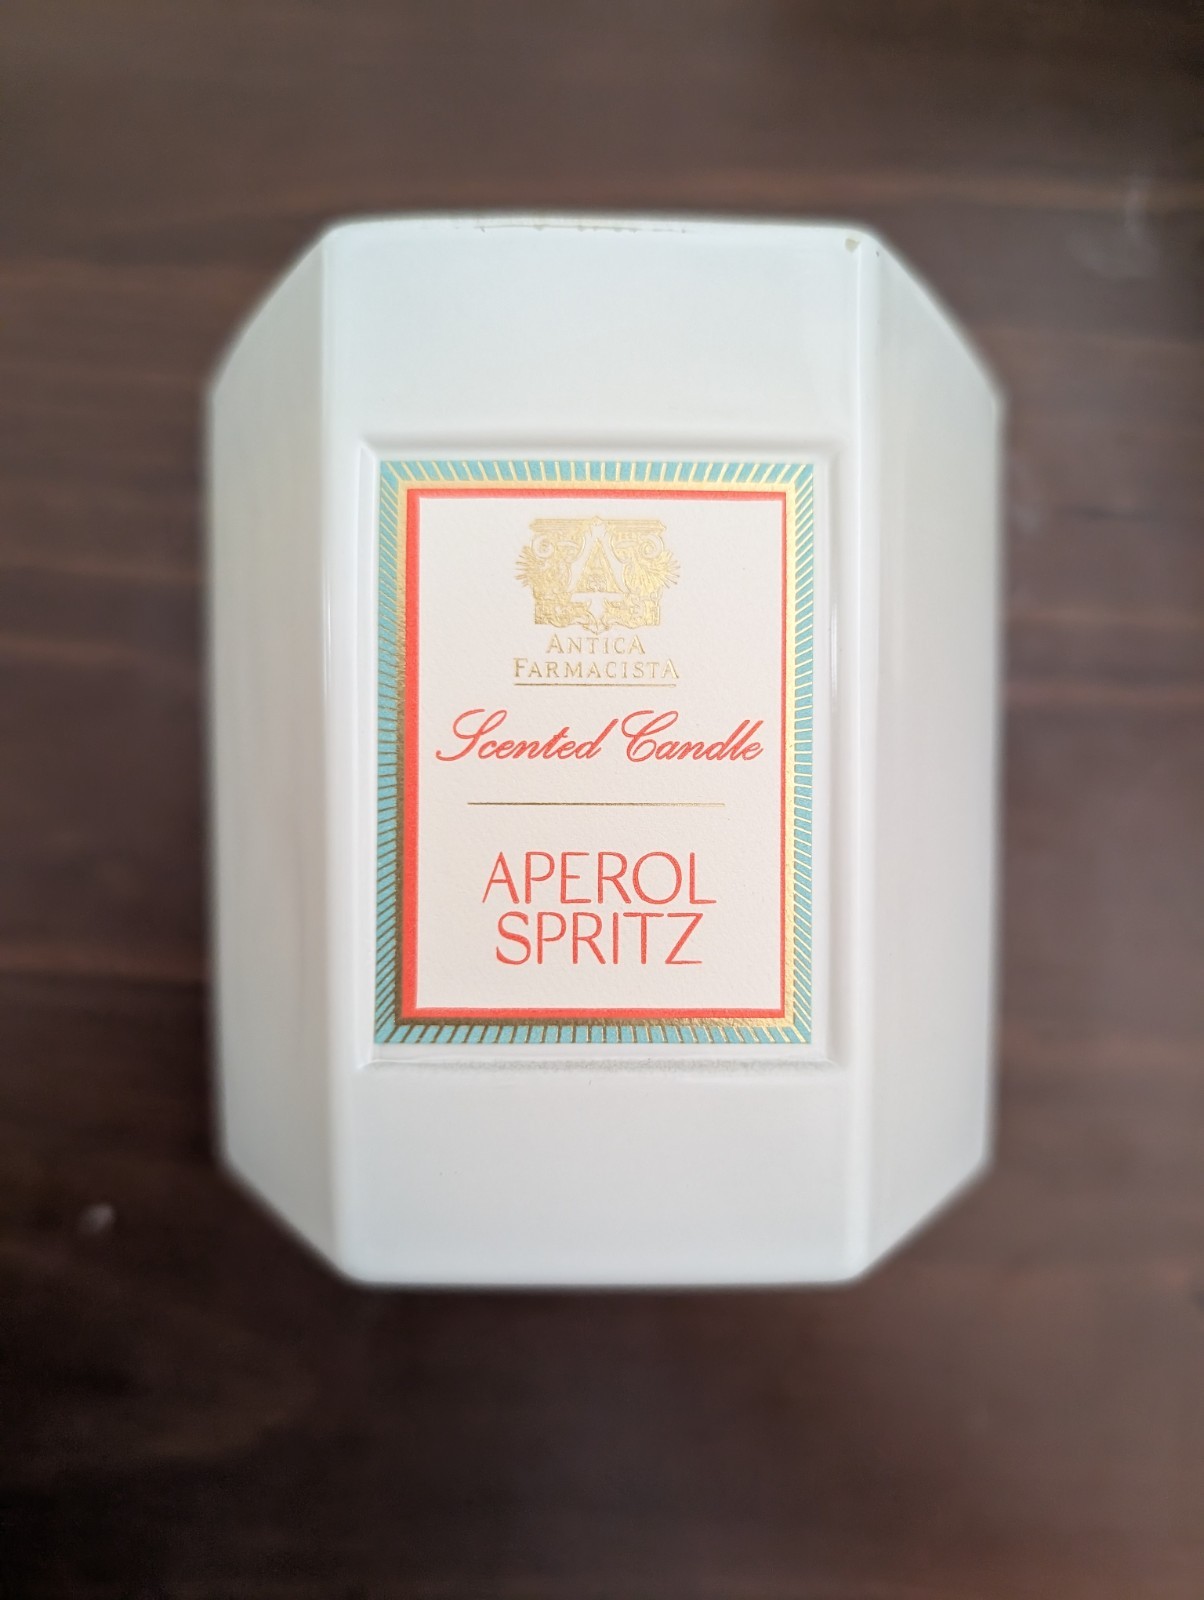 ANTICA
FARMACISTA
Scented Candle
APEROL
SPRITZ